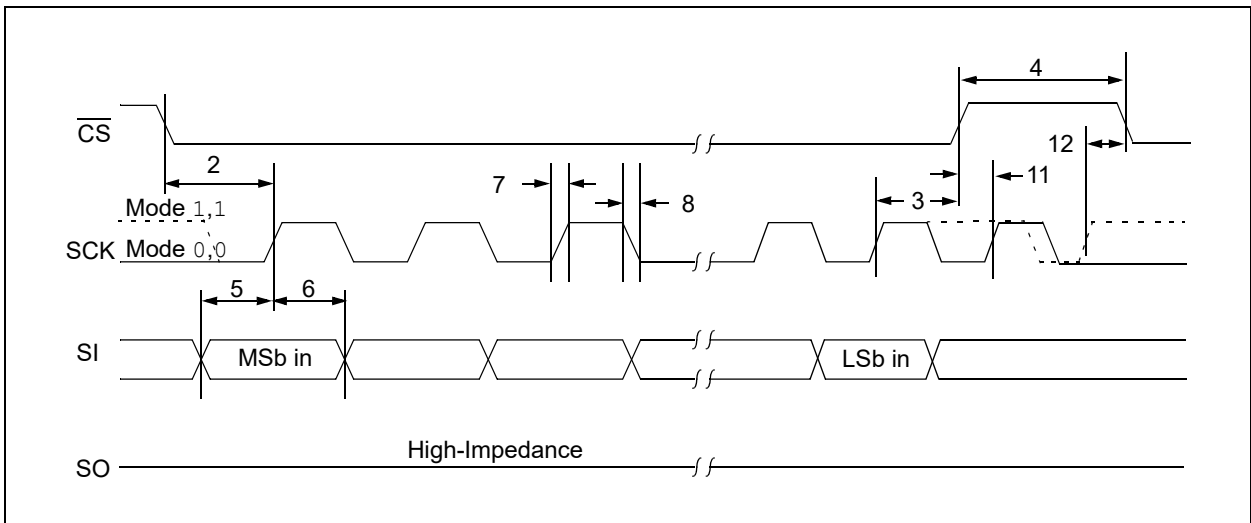 4
CS
12
2
7
8
3
11
Mode 1,1
SCK Mode 0,0
5 6
SI MSb in LSb in
High-Impedance
SO